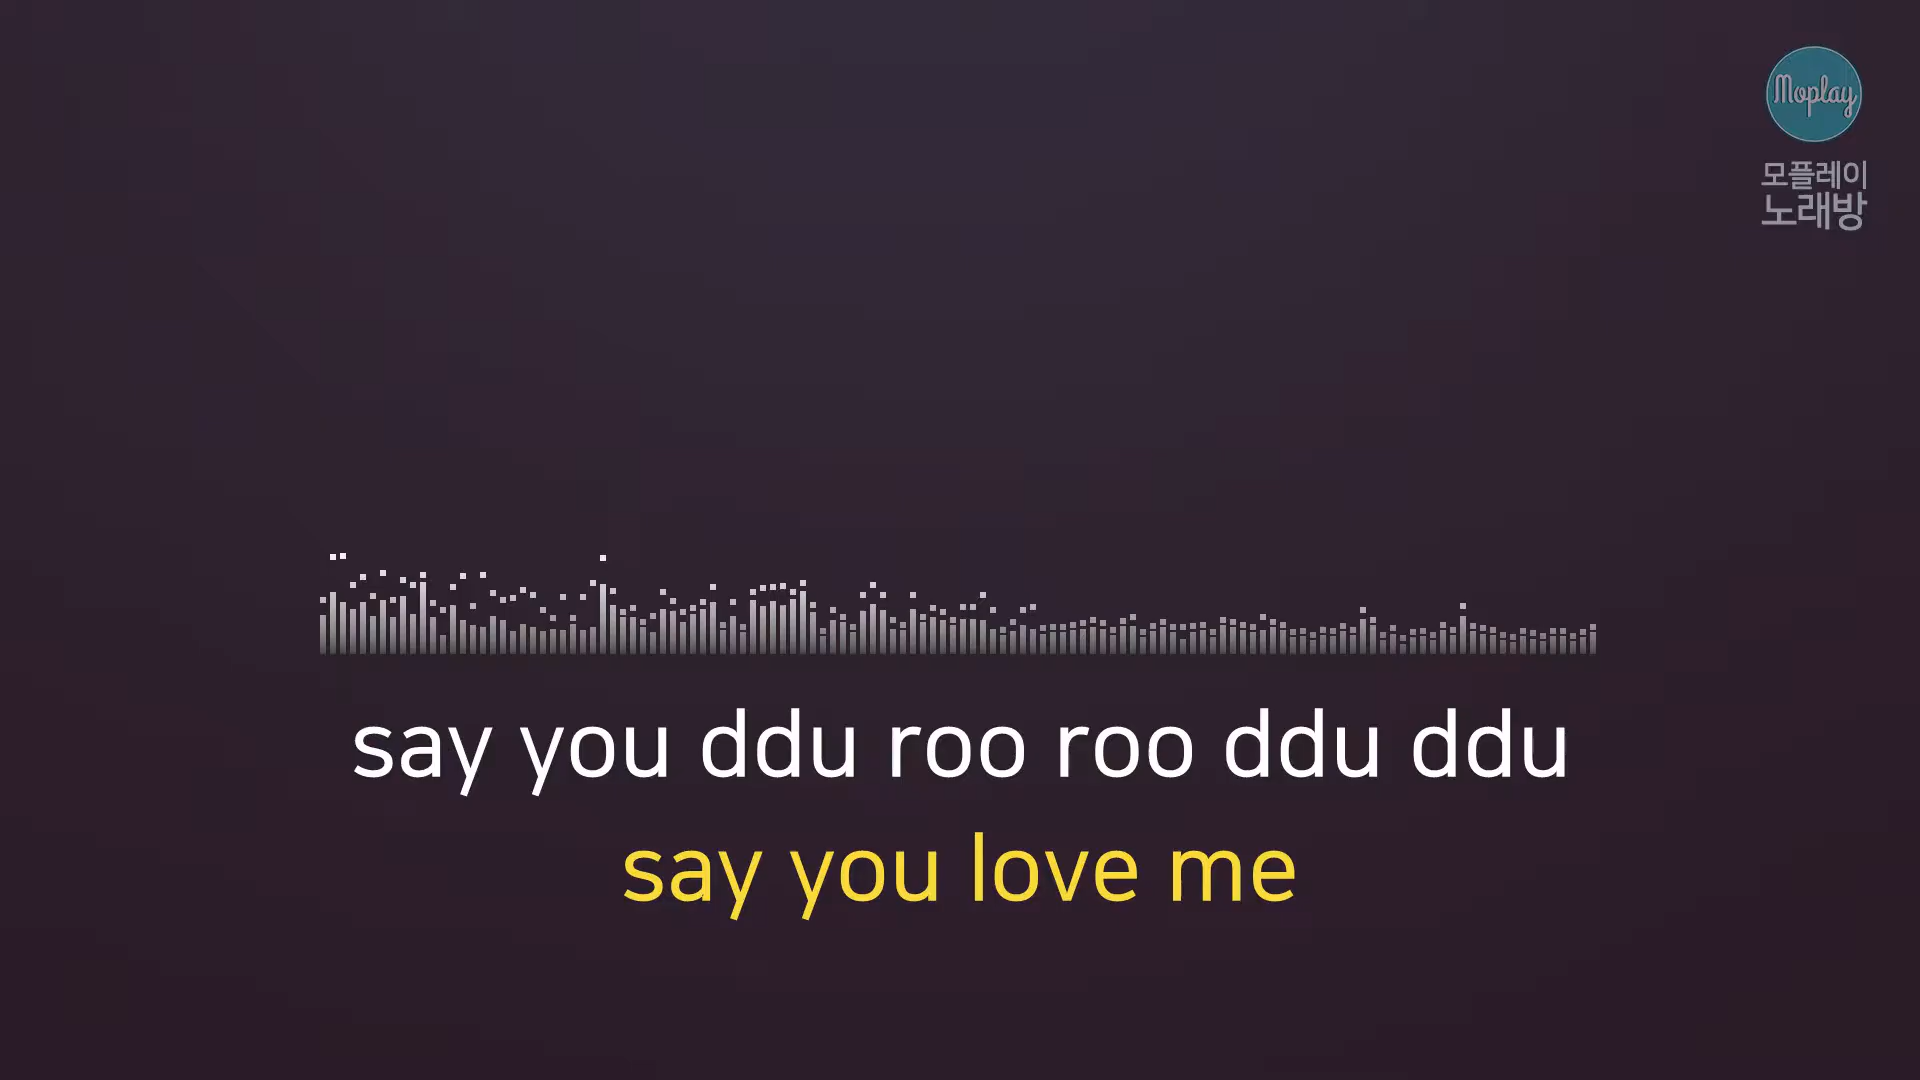 Moplay
모플레이
노래방
say you ddu roo roo ddu ddu
say you love me